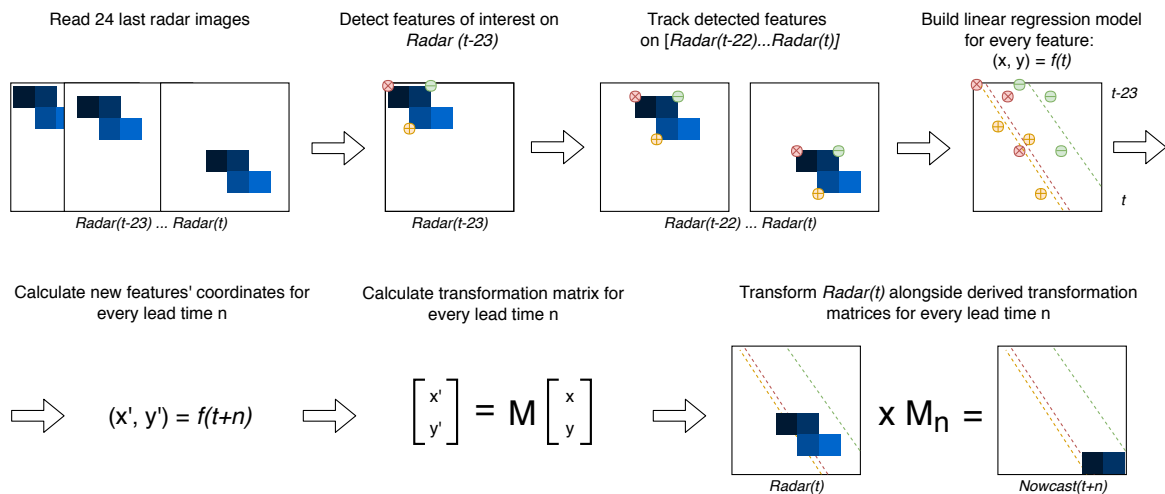 Read 24 last radar images
Detect features of interest on
Radar (t-23)
Track detected features
on [Radar(t-22)...Radar(t)]
Build linear regression model
for every feature:
(x, y) = f(t)
t-23
t
Radar(t-23) ... Radar(t)
Radar(t-23)
Radar(t-22) ... Radar(t)
Calculate new features' coordinates for
every lead time n
Calculate transformation matrix for
every lead time n
Transform Radar(t) alongside derived transformation
matrices for every lead time n
(x', y') = f(t+n)
x'
y'
= M
x
y
x Mn =
Radar(t)
Nowcast(t+n)